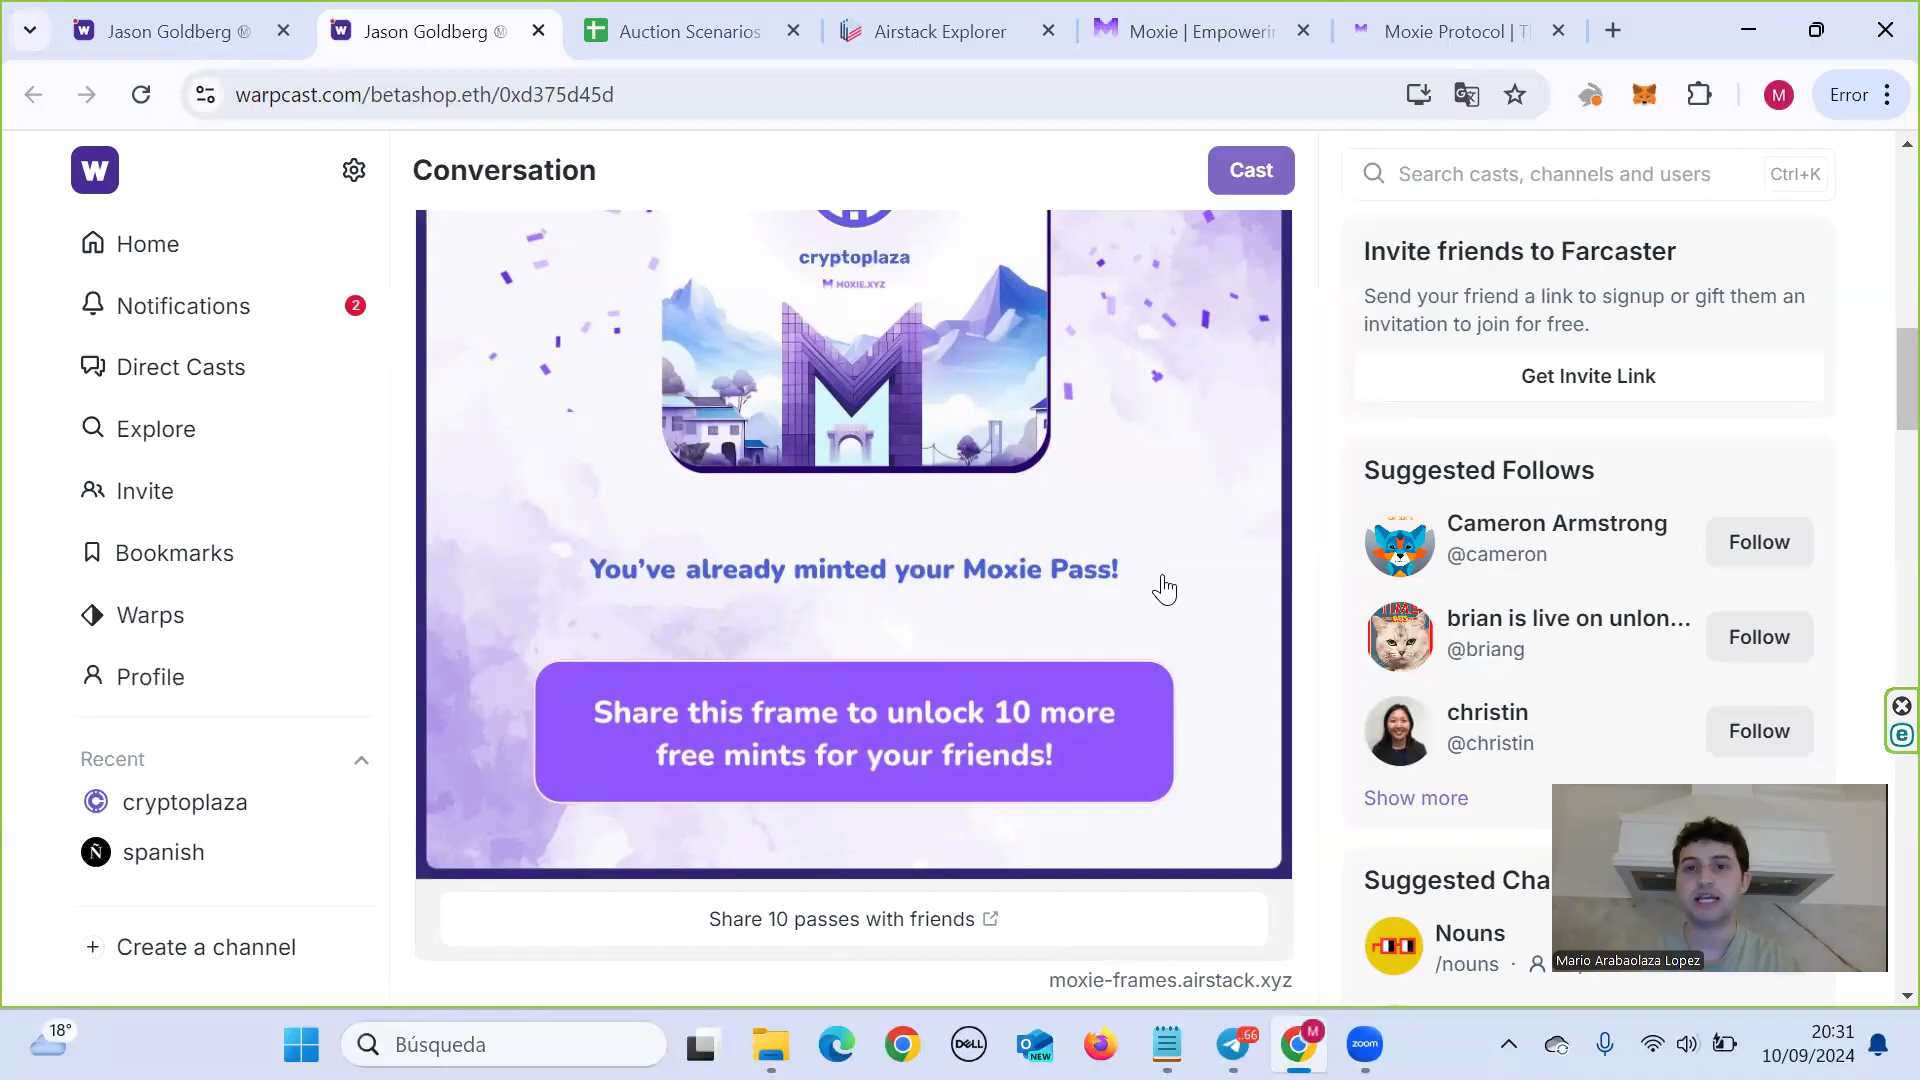 Jason Goldberg Ⓜ
Jason Goldberg Ⓜ
Auction Scenarios
Airstack Explorer
Moxie | Empowerin
Moxie Protocol | T
warpcast.com/betashop.eth/0xd375d45d
M
Error
W
Home
Notifications
2
Direct Casts
Explore
Invite
Bookmarks
Warps
Profile
Recent
cryptoplaza
Ñ
spanish
Create a channel
Conversation
Cast
cryptoplaza
MOXIE.XYZ
You've already minted your Moxie Pass!
Share this frame to unlock 10 more
free mints for your friends!
Share 10 passes with friends
moxie-frames.airstack.xyz
Search casts, channels and users
Ctrl+K
Invite friends to Farcaster
Send your friend a link to signup or gift them an
invitation to join for free.
Get Invite Link
Suggested Follows
Cameron Armstrong
@cameron
Follow
brian is live on unlon...
@briang
Follow
christin
@christin
Follow
Show more
Suggested Cha
Nouns
/nouns ·
Mario Arabaolaza Lopez
18°
Búsqueda
DELL
NEW
66
M
zoom
20:31
10/09/2024